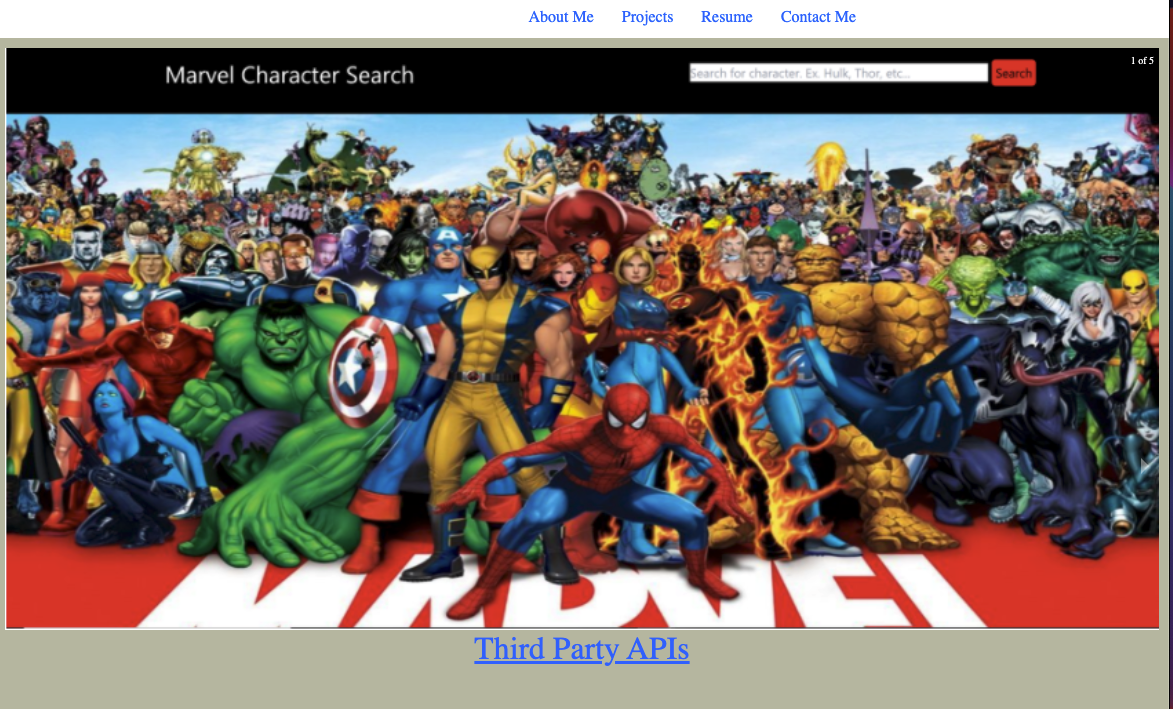 About Me Projects Resume Contact Me
Marvel Character Search
Search for character. Ex. Hulk, Thor, etc...
Search
1 of 5
MARVEL
Third Party APIs